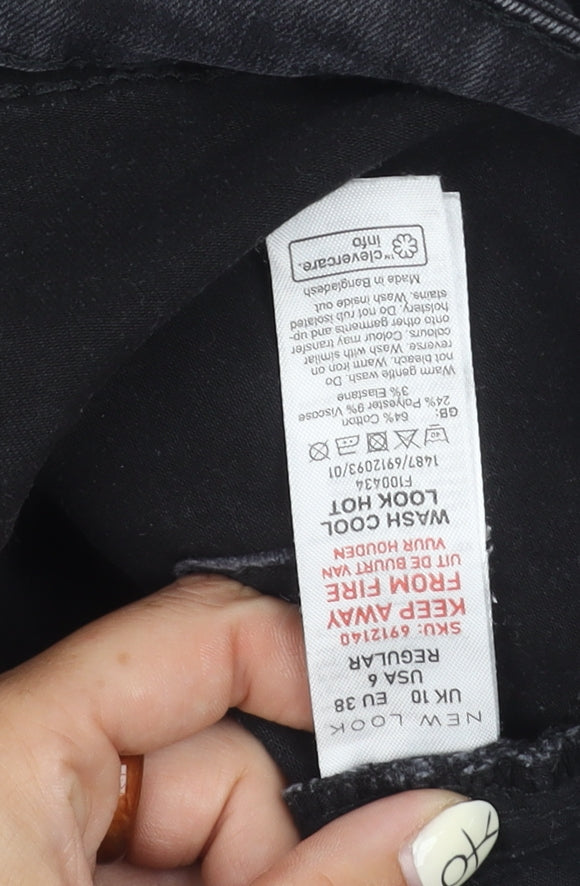 NEW LOOK
UK 10 EU 38
USA 6
REGULAR
SKU: 6912140
KEEP AWAY
FROM FIRE
UIT DE BUURT VAN
VUUR HOUDEN
WASH COOL
LOOK HOT
F100434
1487/6912093/01
40
GB: 64% Cotton
24% Polyester 9% Viscose
3% Elastane
Warm gentle wash. Do
not bleach. Warm iron on
reverse. Wash with similar
colours. Colour may transfer
onto other garments and up-
holstery. Do not rub isolated
stains. Wash inside out
Made in Bangladesh
clevercare.
info